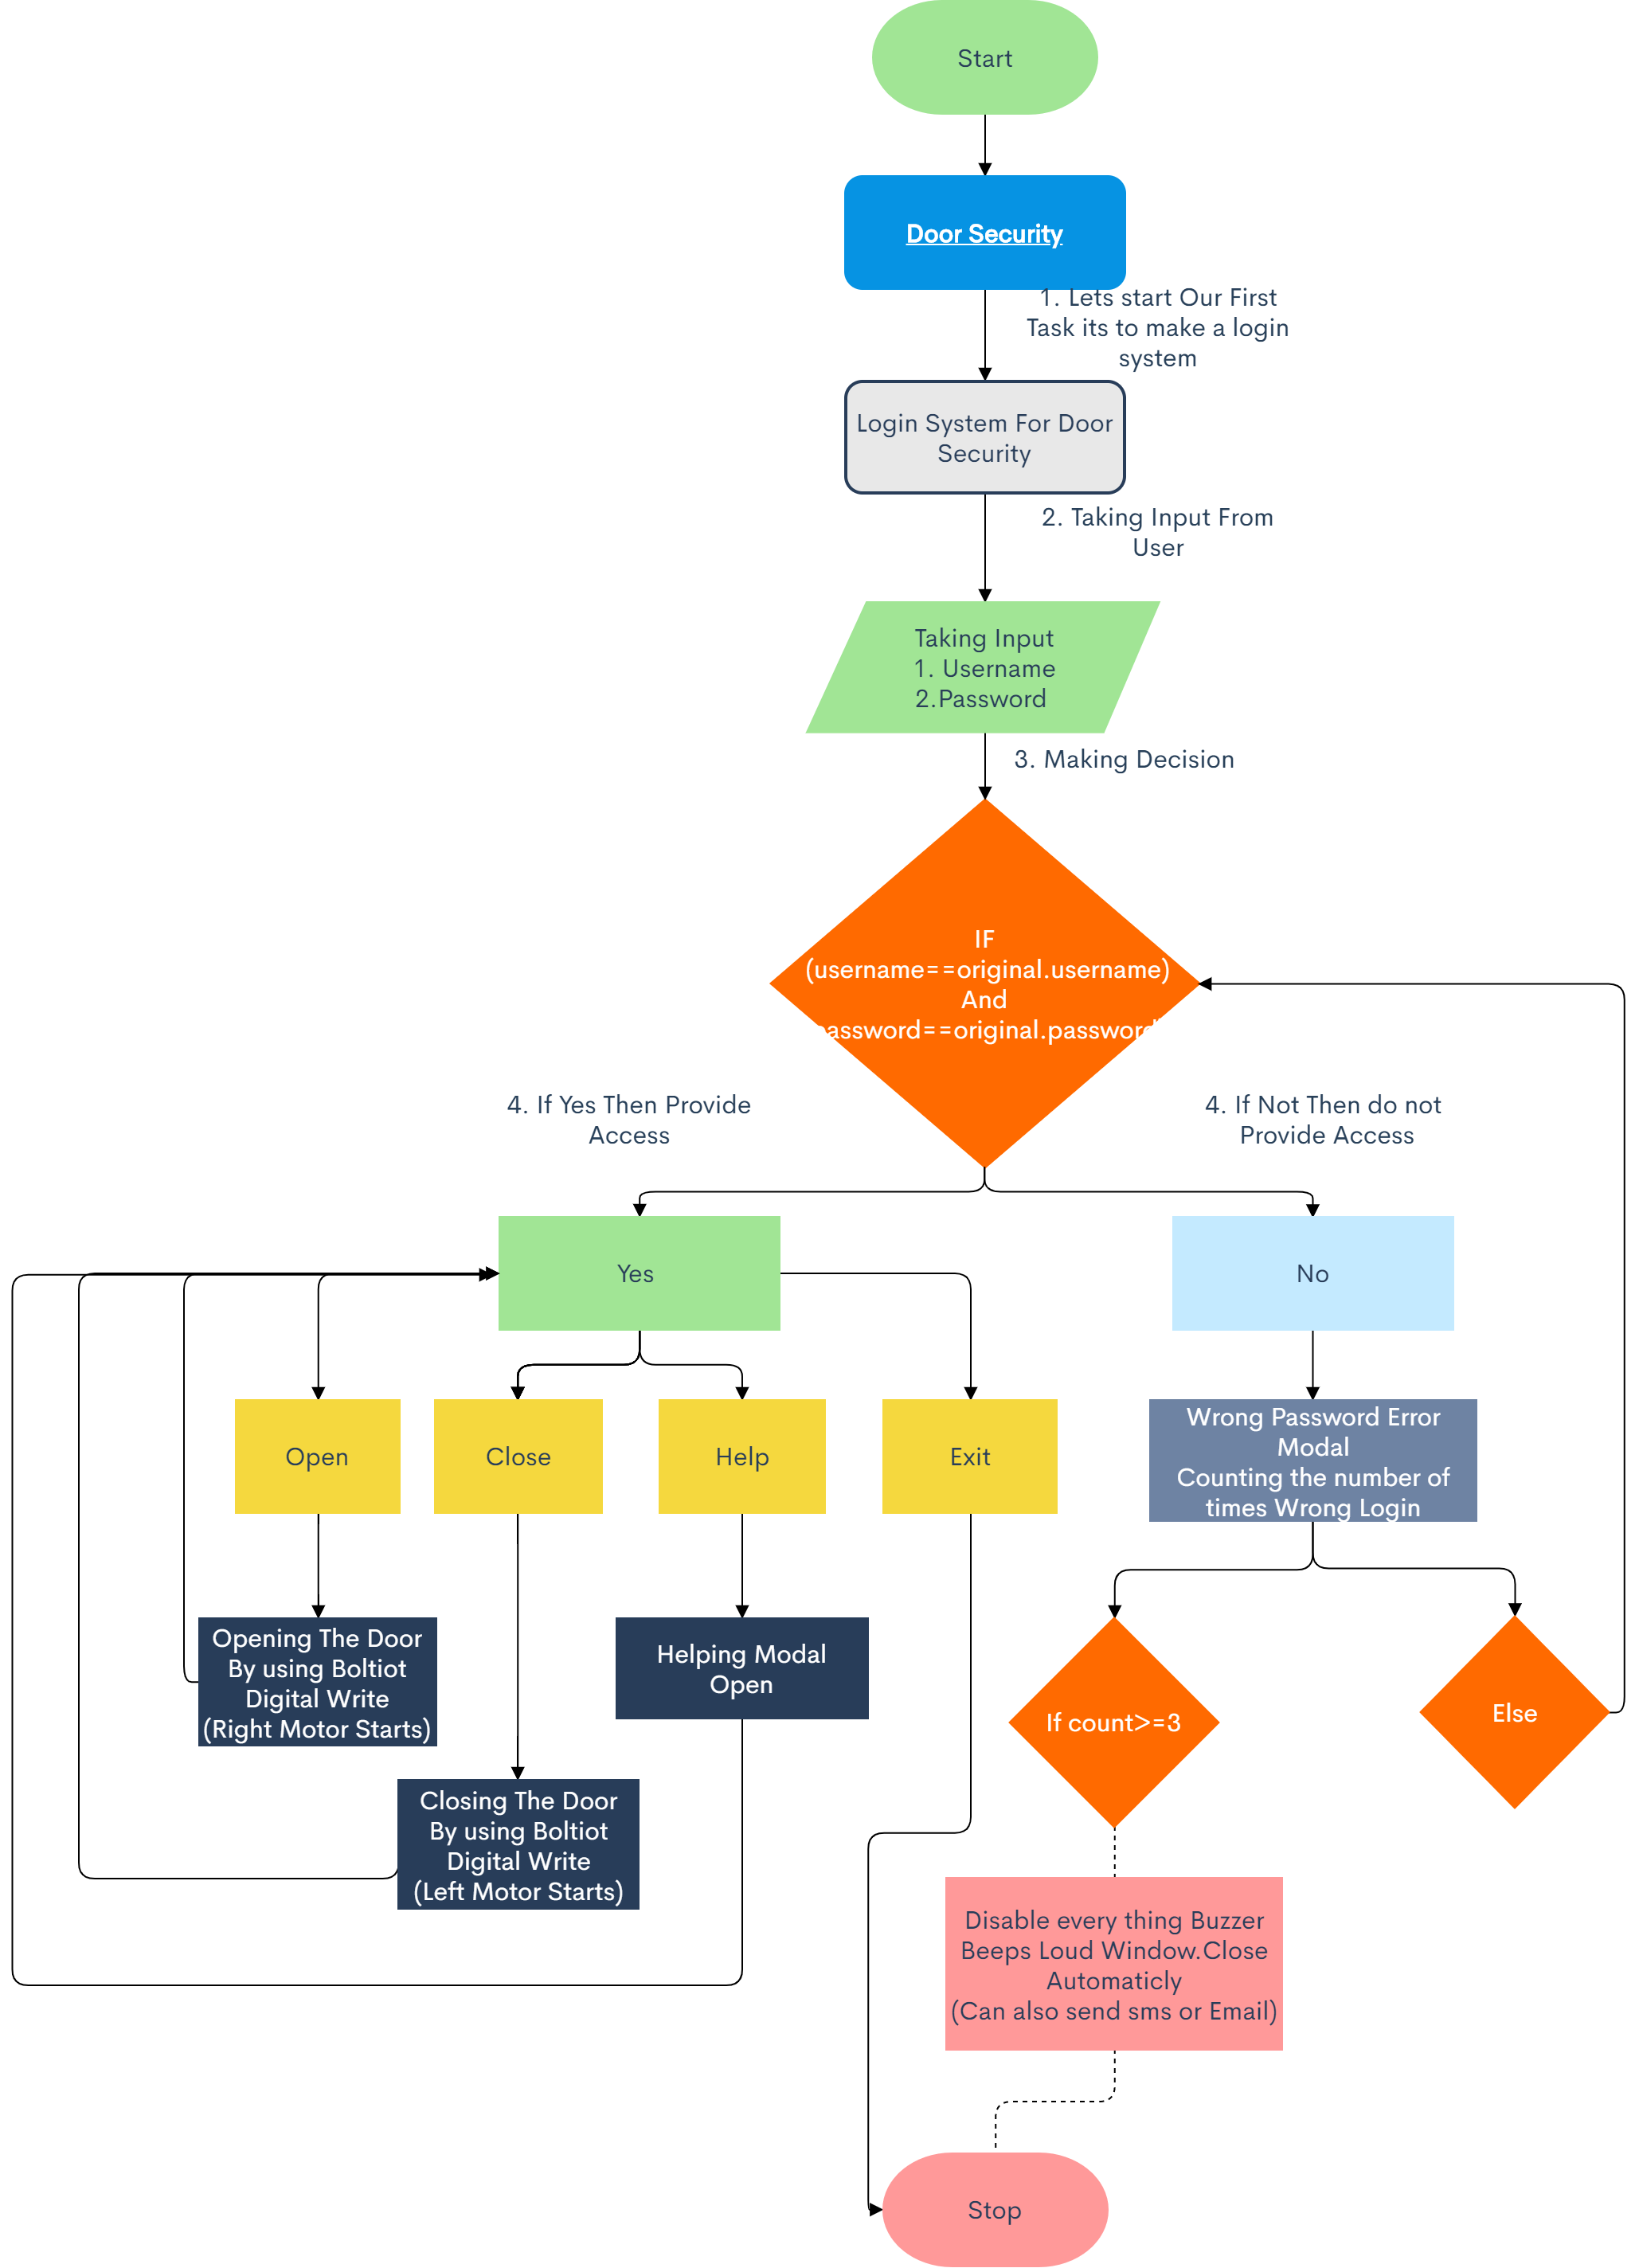 Start
Door Security
1. Lets start Our First
Task its to make a login
system
Login System For Door
Security
2. Taking Input From
User
Taking Input
1. Username
2.Password
3. Making Decision
IF
(username==original.username)
And
password==original.password
4. If Yes Then Provide
Access
4. If Not Then do not
Provide Access
Yes
No
Open
Close
Help
Exit
Wrong Password Error
Modal
Counting the number of
times Wrong Login
Opening The Door
By using Boltiot
Digital Write
(Right Motor Starts)
Helping Modal
Open
If count>=3
Else
Closing The Door
By using Boltiot
Digital Write
(Left Motor Starts)
Disable every thing Buzzer
Beeps Loud Window.Close
Automaticly
(Can also send sms or Email)
Stop